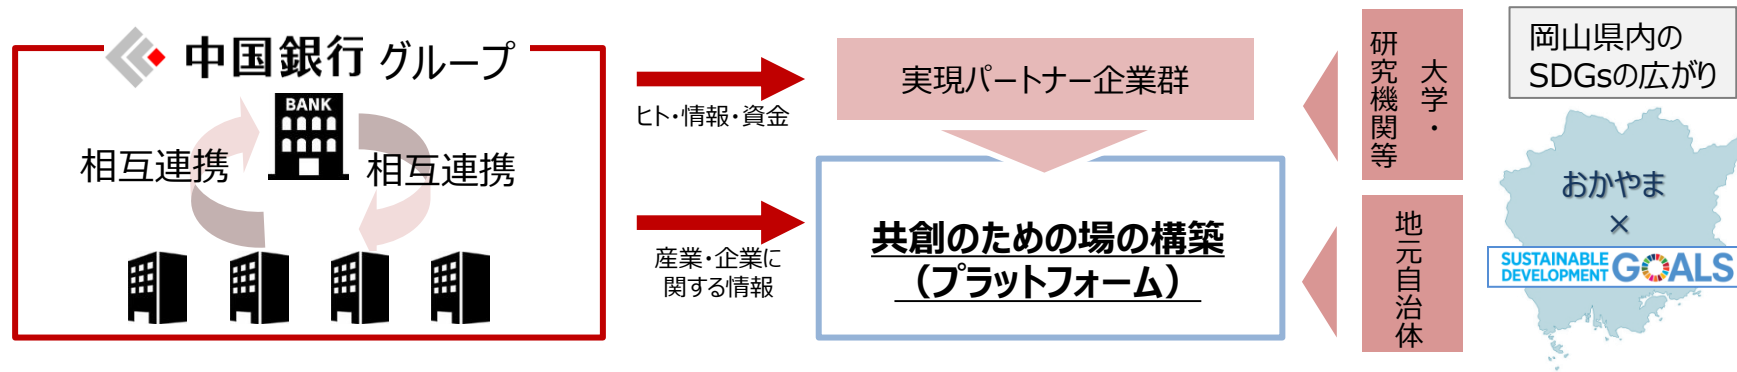 中国銀行 グループ
BANK
相互連携
相互連携
ヒト・情報・資金
産業・企業に
関する情報
実現パートナー企業群
共創のための場の構築
（プラットフォーム）
大学・
研究機関等
地元自治体
岡山県内の
SDGsの広がり
おかやま
×
SUSTAINABLE
DEVELOPMENT GOALS